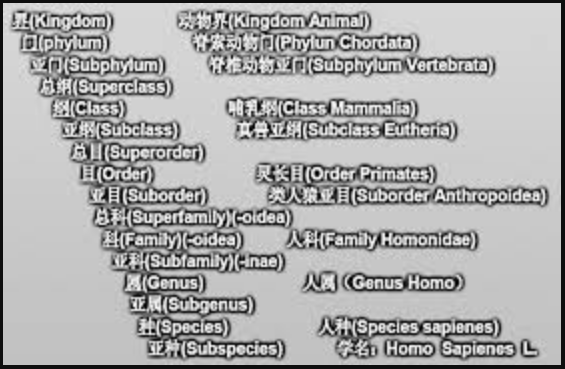 界(Kingdom) 动物界(Kingdom Animal)
门(phylum) 脊索动物门(Phylun Chordata)
亚门(Subphylum) 脊椎动物亚门(Subphylum Vertebrata)
总纲(Superclass)
纲(Class) 哺乳纲(Class Mammalia)
亚纲(Subclass) 真兽亚纲(Subclass Eutheria)
总目(Superorder)
目(Order) 灵长目(Order Primates)
亚目(Suborder) 类人猿亚目(Suborder Anthropoidea)
总科(Superfamily)(-oidea)
科(Family)(-oidea) 人科(Family Homonidae)
亚科(Subfamily)(-inae)
属(Genus) 人属（Genus Homo）
亚属(Subgenus)
种(Species) 人种(Species sapienes)
亚种(Subspecies) 学名：Homo Sapienes L.